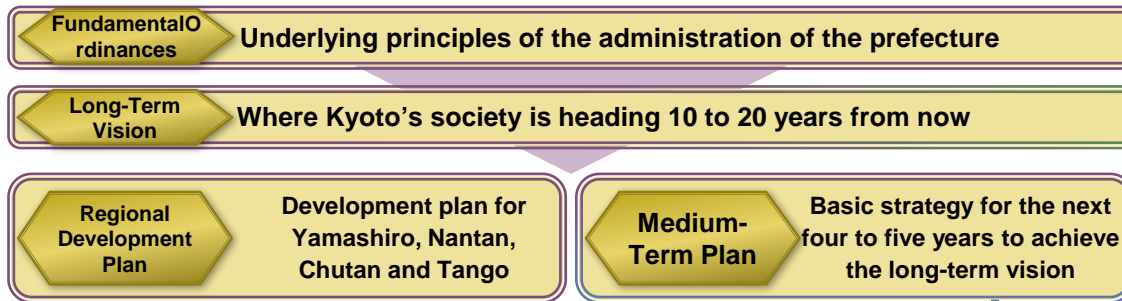 FundamentalO
rdinances
Underlying principles of the administration of the prefecture
Long-Term
Vision
Where Kyoto's society is heading 10 to 20 years from now
Regional
Development
Plan
Development plan for
Yamashiro, Nantan,
Chutan and Tango
Medium-
Term Plan
Basic strategy for the next
four to five years to achieve
the long-term vision